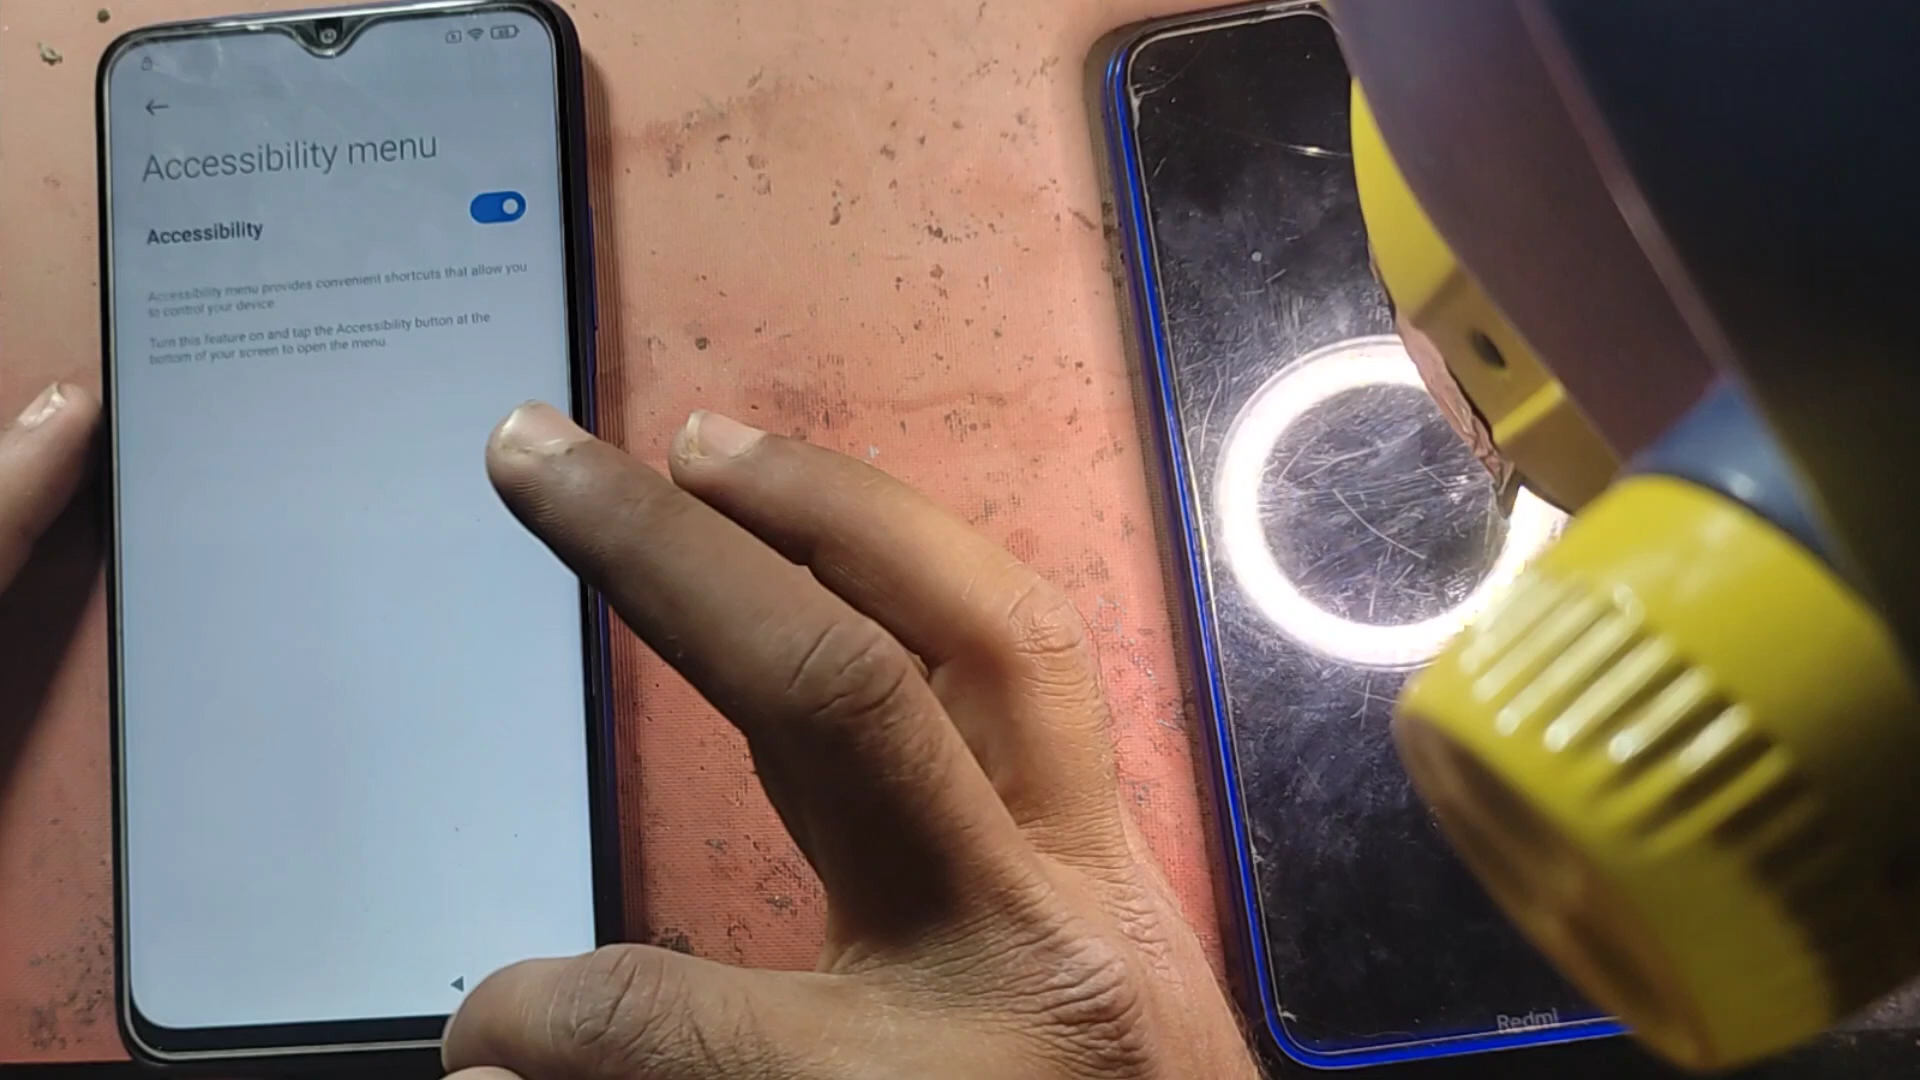 Accessibility menu
Accessibility
Accessibility menu provides convenient shortcuts that allow you
to control your device.
Turn this feature on and tap the Accessibility button at the
bottom of your screen to open the menu.
Redmi